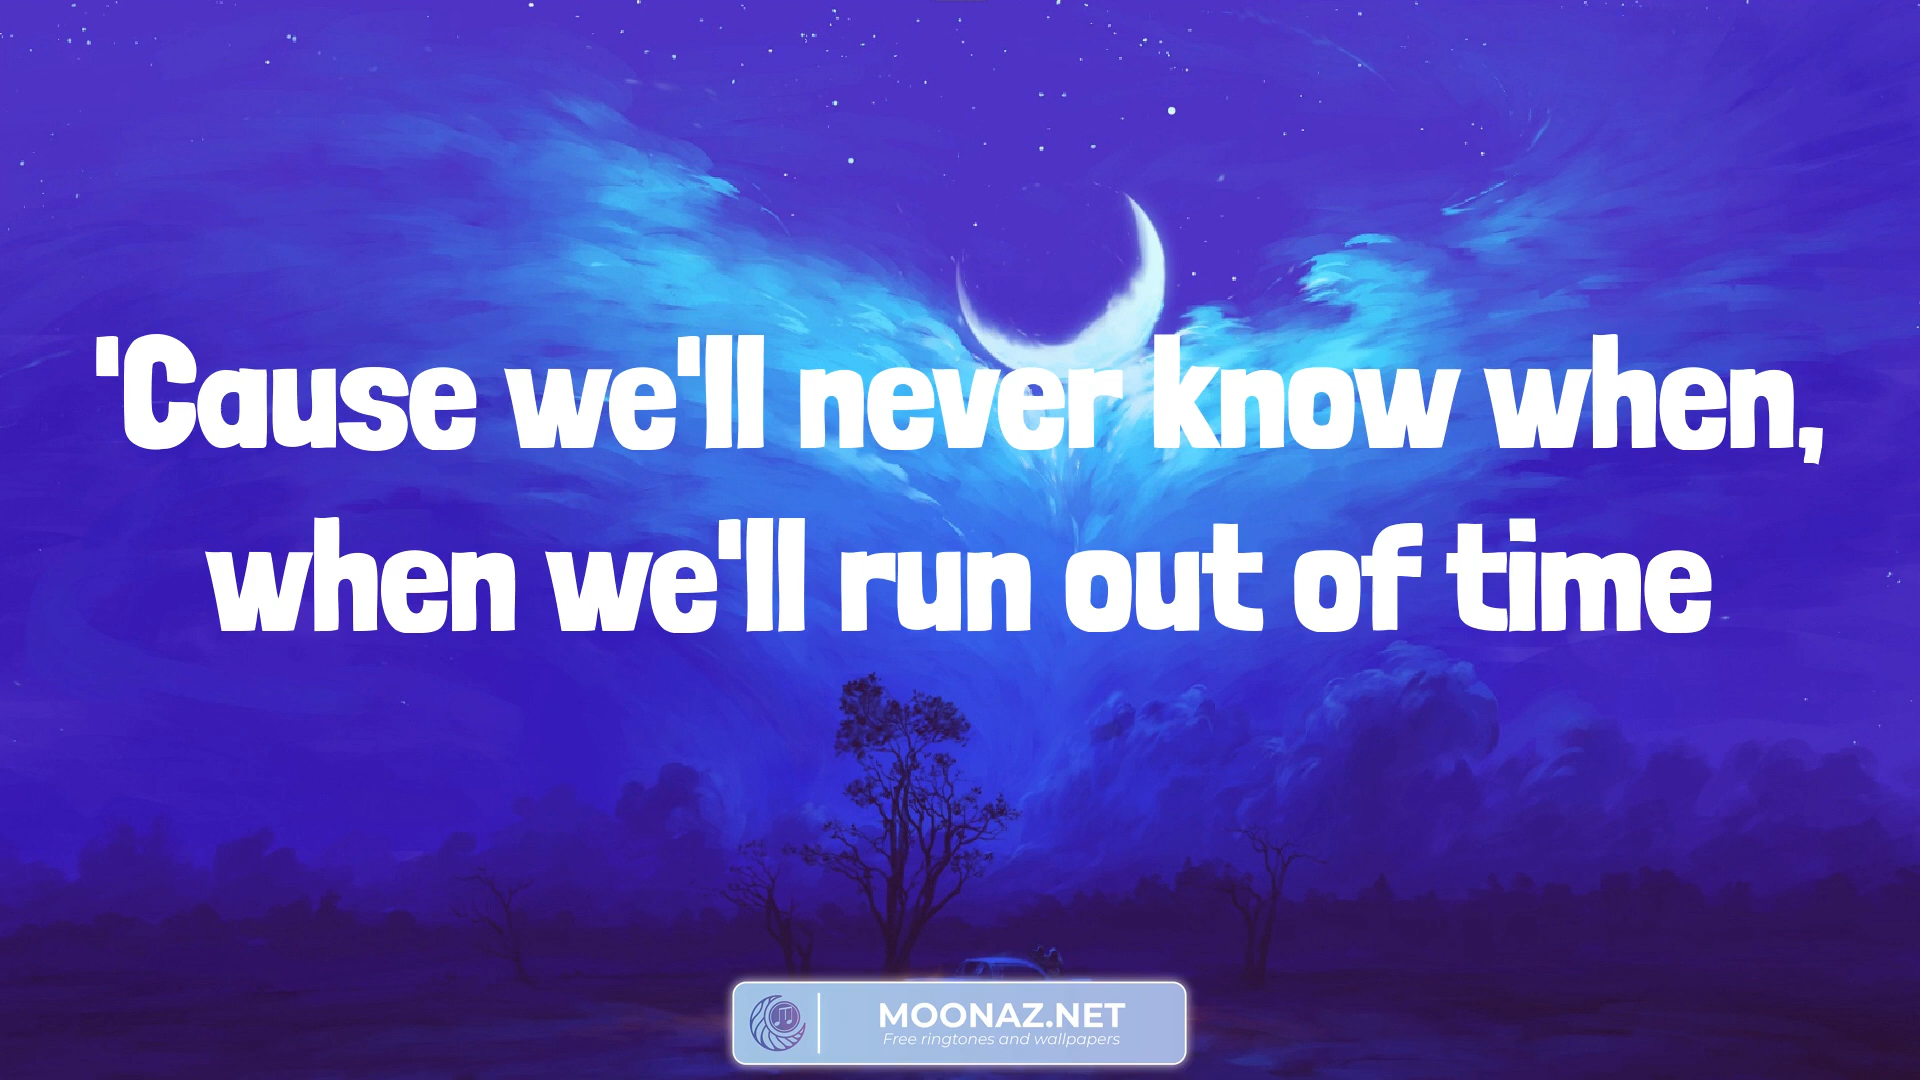 'Cause we'll never know when,
when we'll run out of time
MOONAZ.NET
Free ringtones and wallpapers